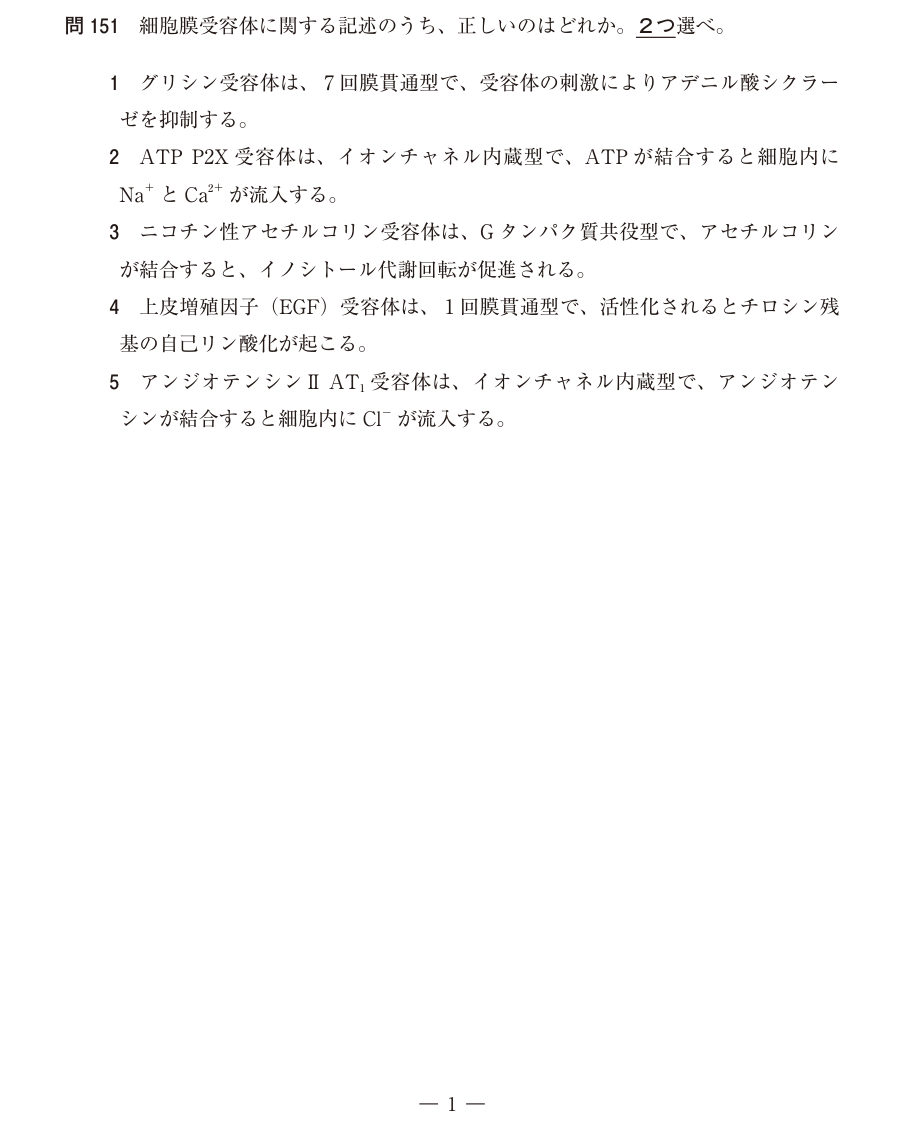 問 151 細胞膜受容体に関する記述のうち、正しいのはどれか。２つ選べ。
1 グリシン受容体は、７回膜貫通型で、受容体の刺激によりアデニル酸シクラー
ゼを抑制する。
2 ATP P2X 受容体は、イオンチャネル内蔵型で、ATP が結合すると細胞内に
Na⁺ と Ca²⁺ が流入する。
3 ニコチン性アセチルコリン受容体は、G タンパク質共役型で、アセチルコリン
が結合すると、イノシトール代謝回転が促進される。
4 上皮増殖因子（EGF）受容体は、１回膜貫通型で、活性化されるとチロシン残
基の自己リン酸化が起こる。
5 アンジオテンシンⅡ AT₁ 受容体は、イオンチャネル内蔵型で、アンジオテン
シンが結合すると細胞内に Cl⁻ が流入する。
— 1 —